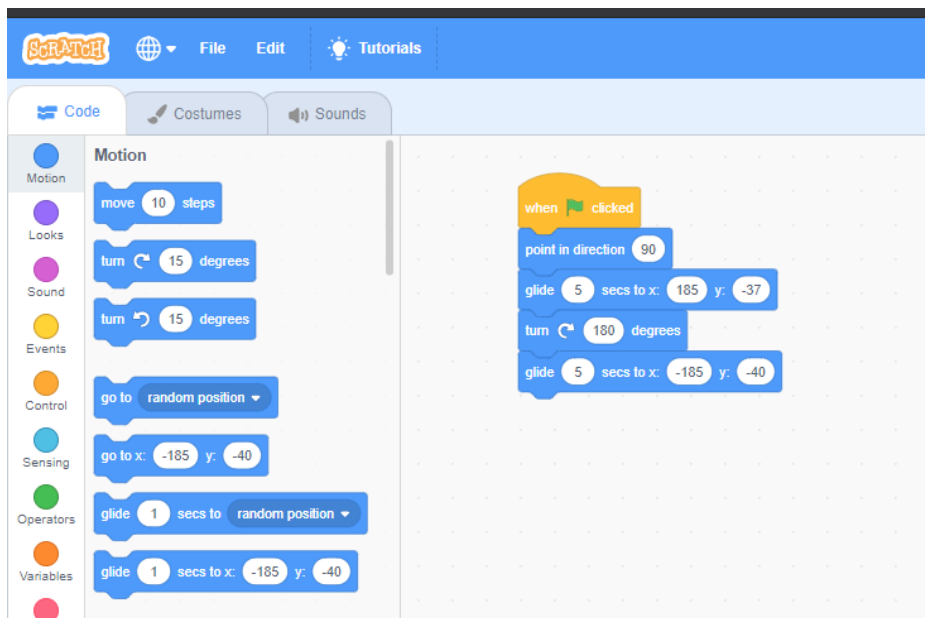 SCRATCH File Edit Tutorials
Code Costumes Sounds
Motion
Looks
Sound
Events
Control
Sensing
Operators
Variables
Motion
move 10 steps
turn 15 degrees
turn 15 degrees
go to random position
go to x: -185 y: -40
glide 1 secs to random position
glide 1 secs to x: -185 y: -40
when clicked
point in direction 90
glide 5 secs to x: 185 y: -37
turn 180 degrees
glide 5 secs to x: -185 y: -40